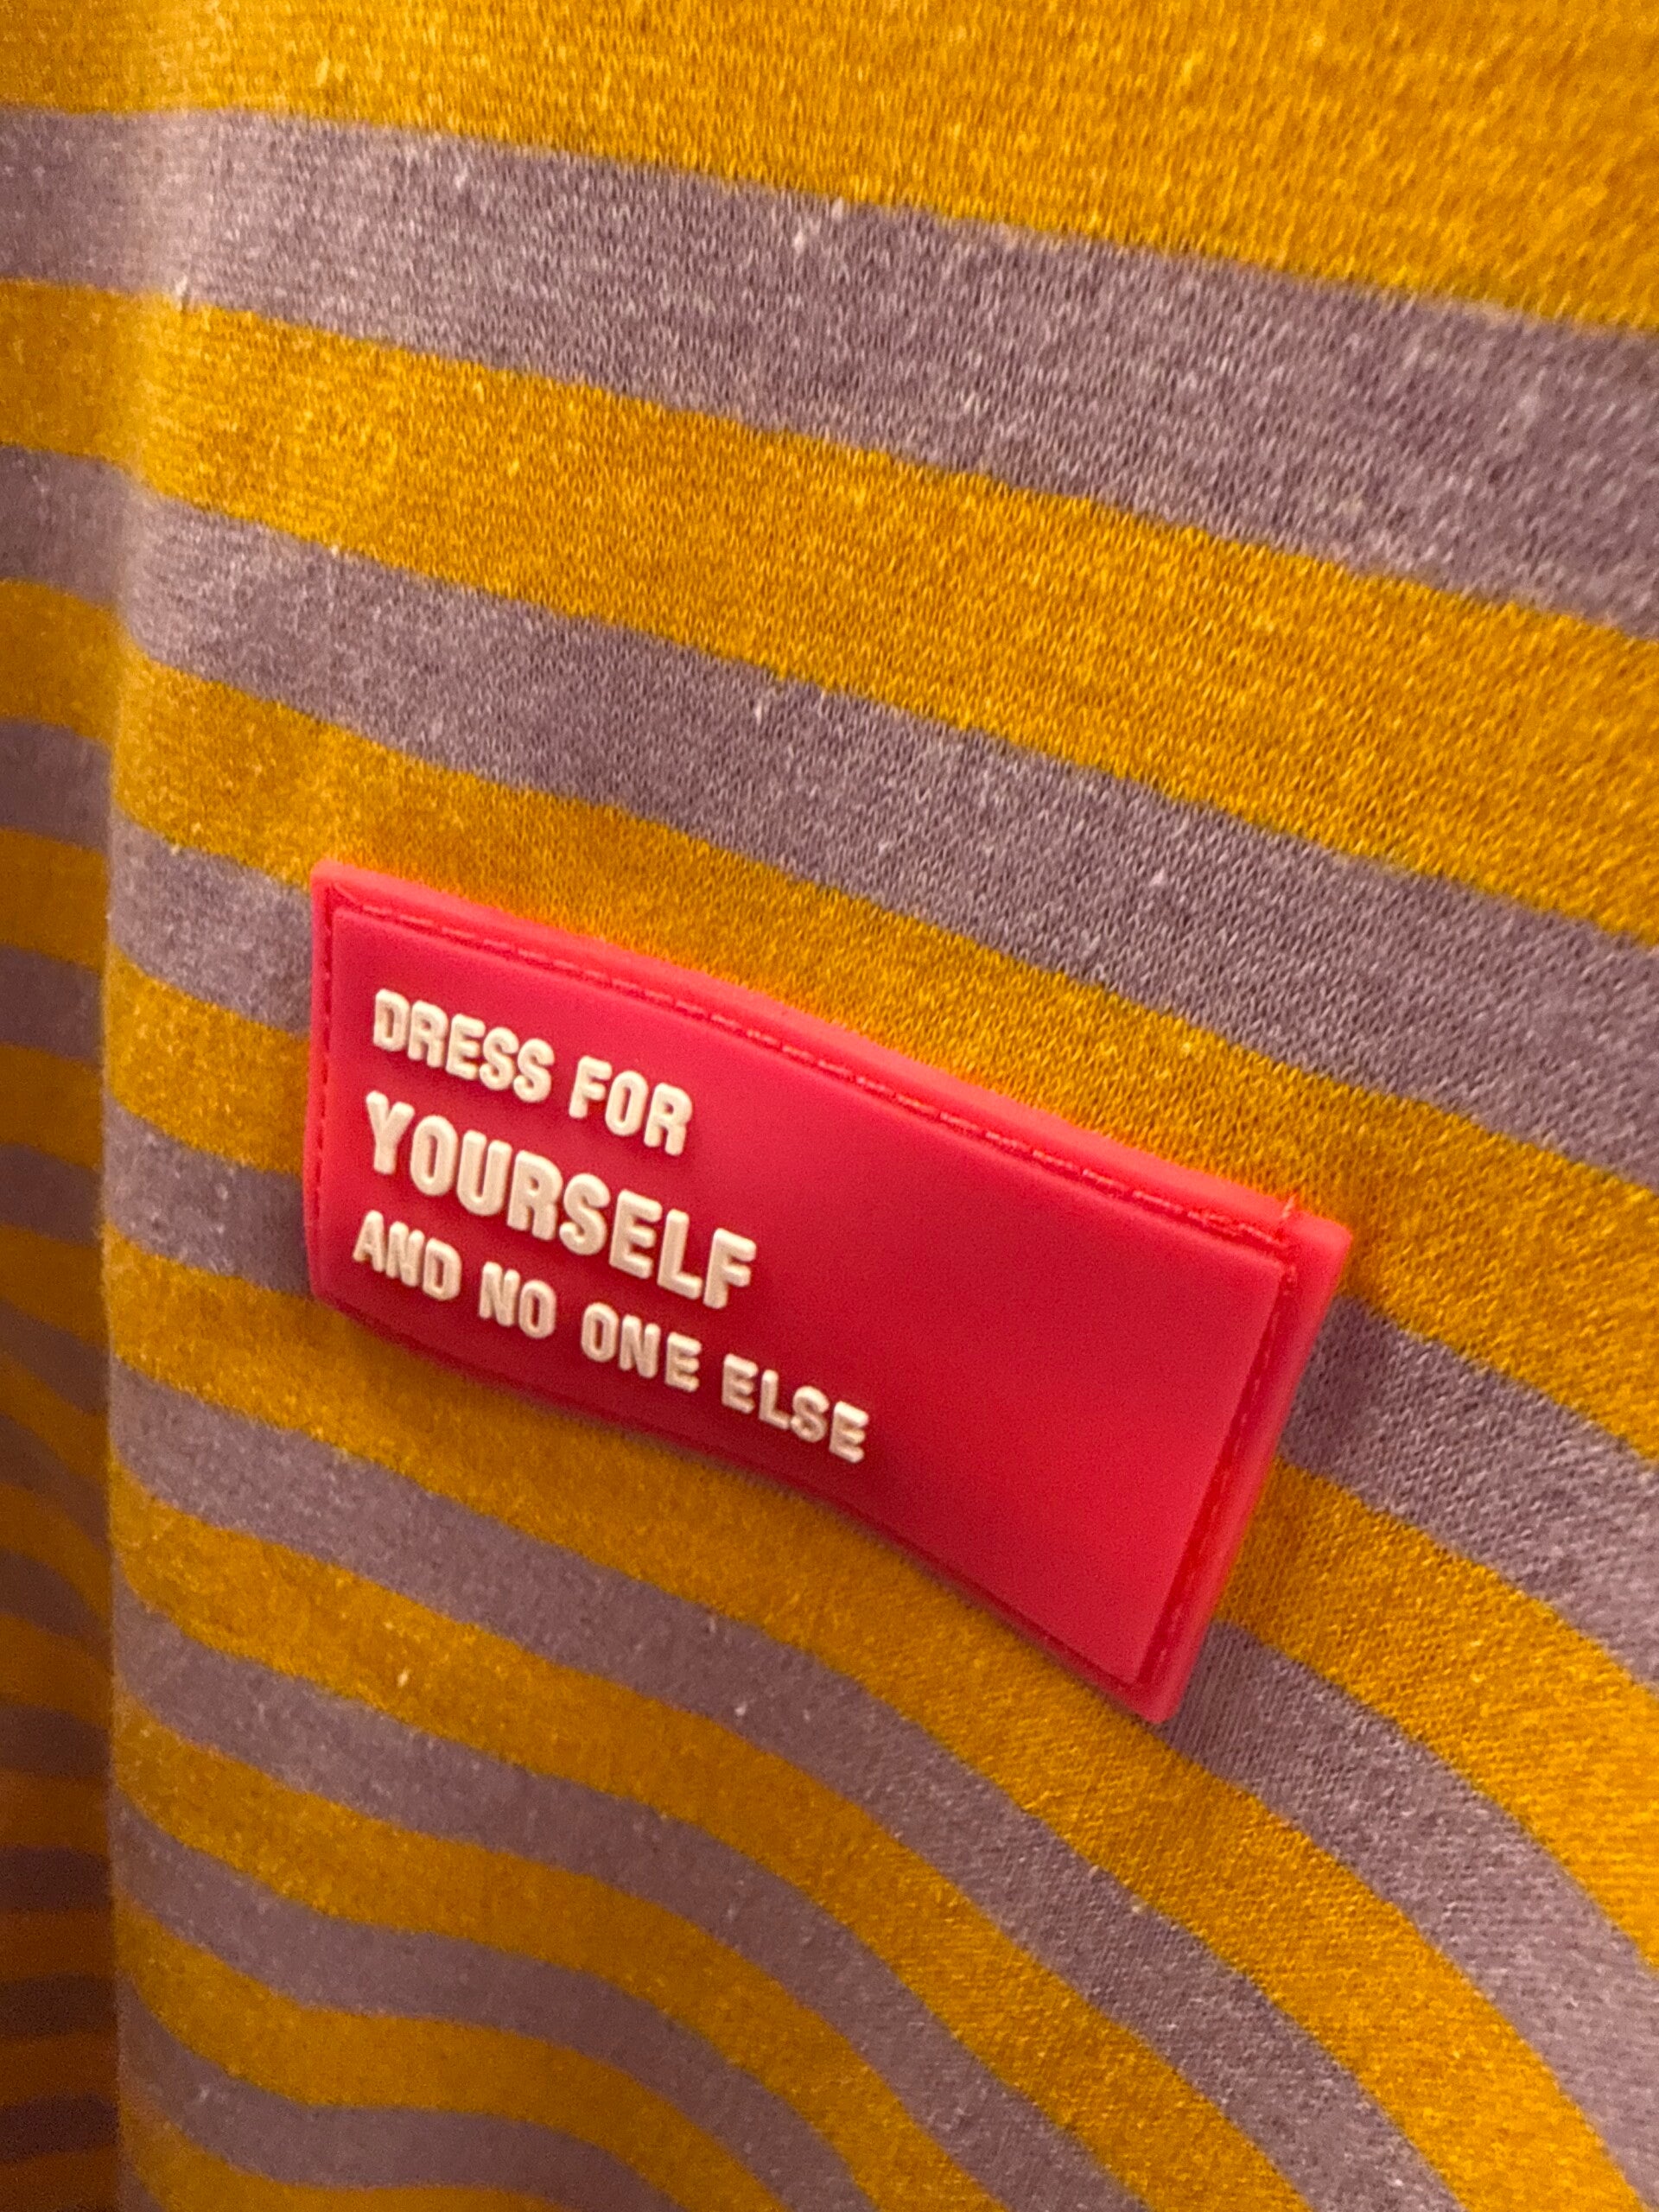 DRESS FOR
YOURSELF
AND NO ONE ELSE